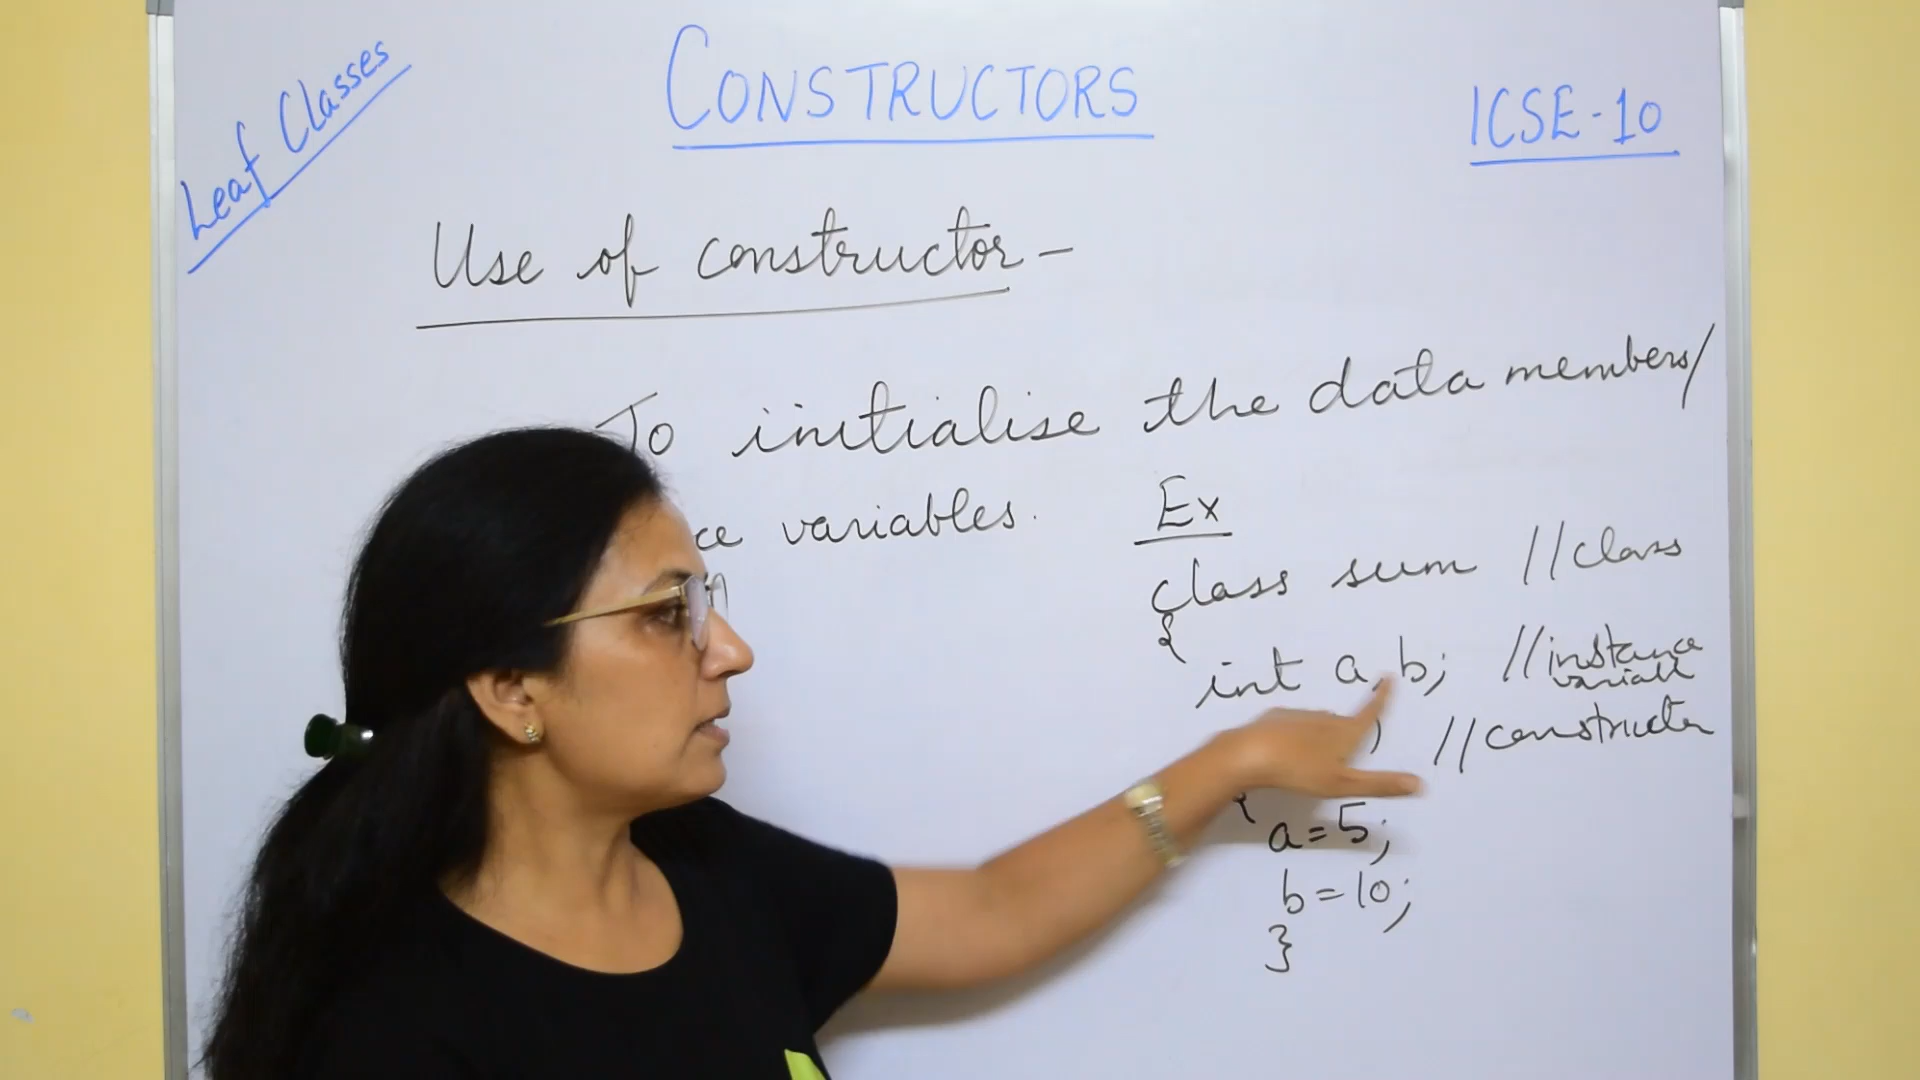 Leaf Classes
CONSTRUCTORS
ICSE-10
Use of constructor -
To initialise the data members/
ce variables.
Ex
class sum //class
{
int a,b; //instance
variable
) //constructor
{
a=5;
b=10;
}